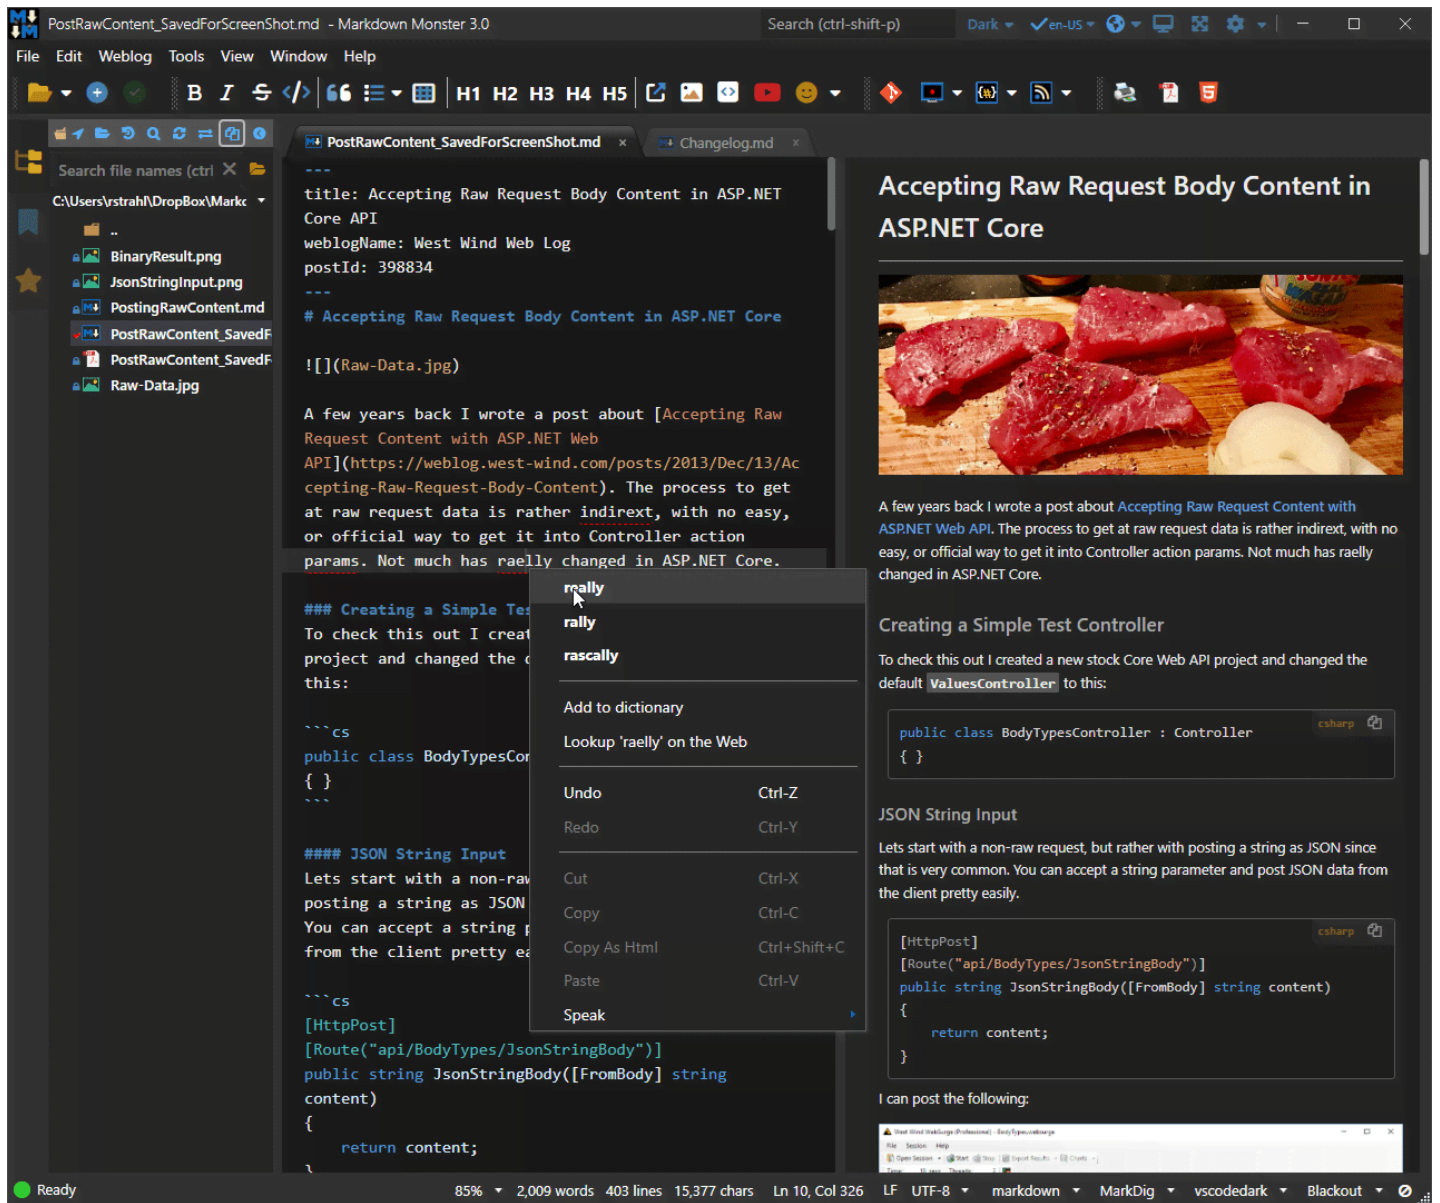 PostRawContent_SavedForScreenShot.md - Markdown Monster 3.0
Search (ctrl-shift-p)
Dark
en-US
File Edit Weblog Tools View Window Help
B I S </> H1 H2 H3 H4 H5
Search file names (ctrl
C:\Users\rstrahl\DropBox\Markc
..
BinaryResult.png
JsonStringInput.png
PostingRawContent.md
PostRawContent_SavedF
PostRawContent_SavedF
Raw-Data.jpg
PostRawContent_SavedForScreenShot.md x
Changelog.md x
---
title: Accepting Raw Request Body Content in ASP.NET
Core API
weblogName: West Wind Web Log
postId: 398834
---
# Accepting Raw Request Body Content in ASP.NET Core
![](Raw-Data.jpg)
A few years back I wrote a post about [Accepting Raw
Request Content with ASP.NET Web
API](https://weblog.west-wind.com/posts/2013/Dec/13/Ac
cepting-Raw-Request-Body-Content). The process to get
at raw request data is rather indirext, with no easy,
or official way to get it into Controller action
params. Not much has raelly changed in ASP.NET Core.
### Creating a Simple Tes
To check this out I creat
project and changed the d
this:
```cs
public class BodyTypesCon
{ }
```
#### JSON String Input
Lets start with a non-raw
posting a string as JSON
You can accept a string p
from the client pretty ea
```cs
[HttpPost]
[Route("api/BodyTypes/JsonStringBody")]
public string JsonStringBody([FromBody] string
content)
{
return content;
}
really
rally
rascally
Add to dictionary
Lookup 'raelly' on the Web
Undo Ctrl-Z
Redo Ctrl-Y
Cut Ctrl-X
Copy Ctrl-C
Copy As Html Ctrl+Shift+C
Paste Ctrl-V
Speak
Accepting Raw Request Body Content in
ASP.NET Core
A few years back I wrote a post about Accepting Raw Request Content with
ASP.NET Web API. The process to get at raw request data is rather indirext, with no
easy, or official way to get it into Controller action params. Not much has raelly
changed in ASP.NET Core.
Creating a Simple Test Controller
To check this out I created a new stock Core Web API project and changed the
default ValuesController to this:
csharp
public class BodyTypesController : Controller
{ }
JSON String Input
Lets start with a non-raw request, but rather with posting a string as JSON since
that is very common. You can accept a string parameter and post JSON data from
the client pretty easily.
csharp
[HttpPost]
[Route("api/BodyTypes/JsonStringBody")]
public string JsonStringBody([FromBody] string content)
{
return content;
}
I can post the following:
West Wind WebSurge (Professional) - BodyTypes.websurge
File Session Help
Open Session Start Stop Export Results Charts
Ready
85% 2,009 words 403 lines 15,377 chars Ln 10, Col 326 LF UTF-8 markdown MarkDig vscodedark Blackout